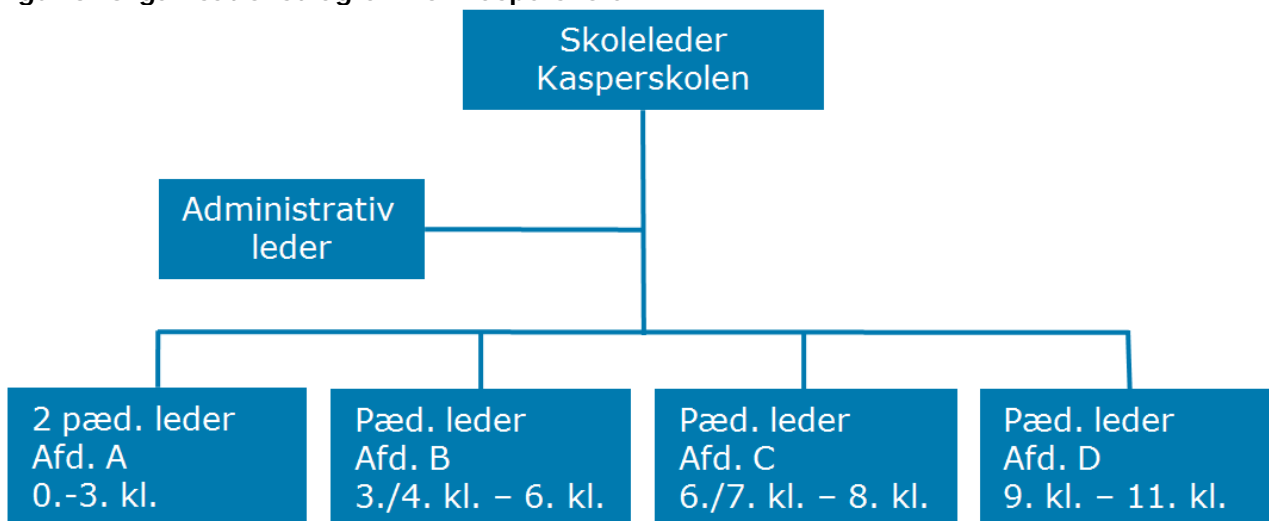 Skoleleder
Kasperskolen
Administrativ
leder
2 pæd. leder
Afd. A
0.-3. kl.
Pæd. leder
Afd. B
3./4. kl. – 6. kl.
Pæd. leder
Afd. C
6./7. kl. – 8. kl.
Pæd. leder
Afd. D
9. kl. – 11. kl.